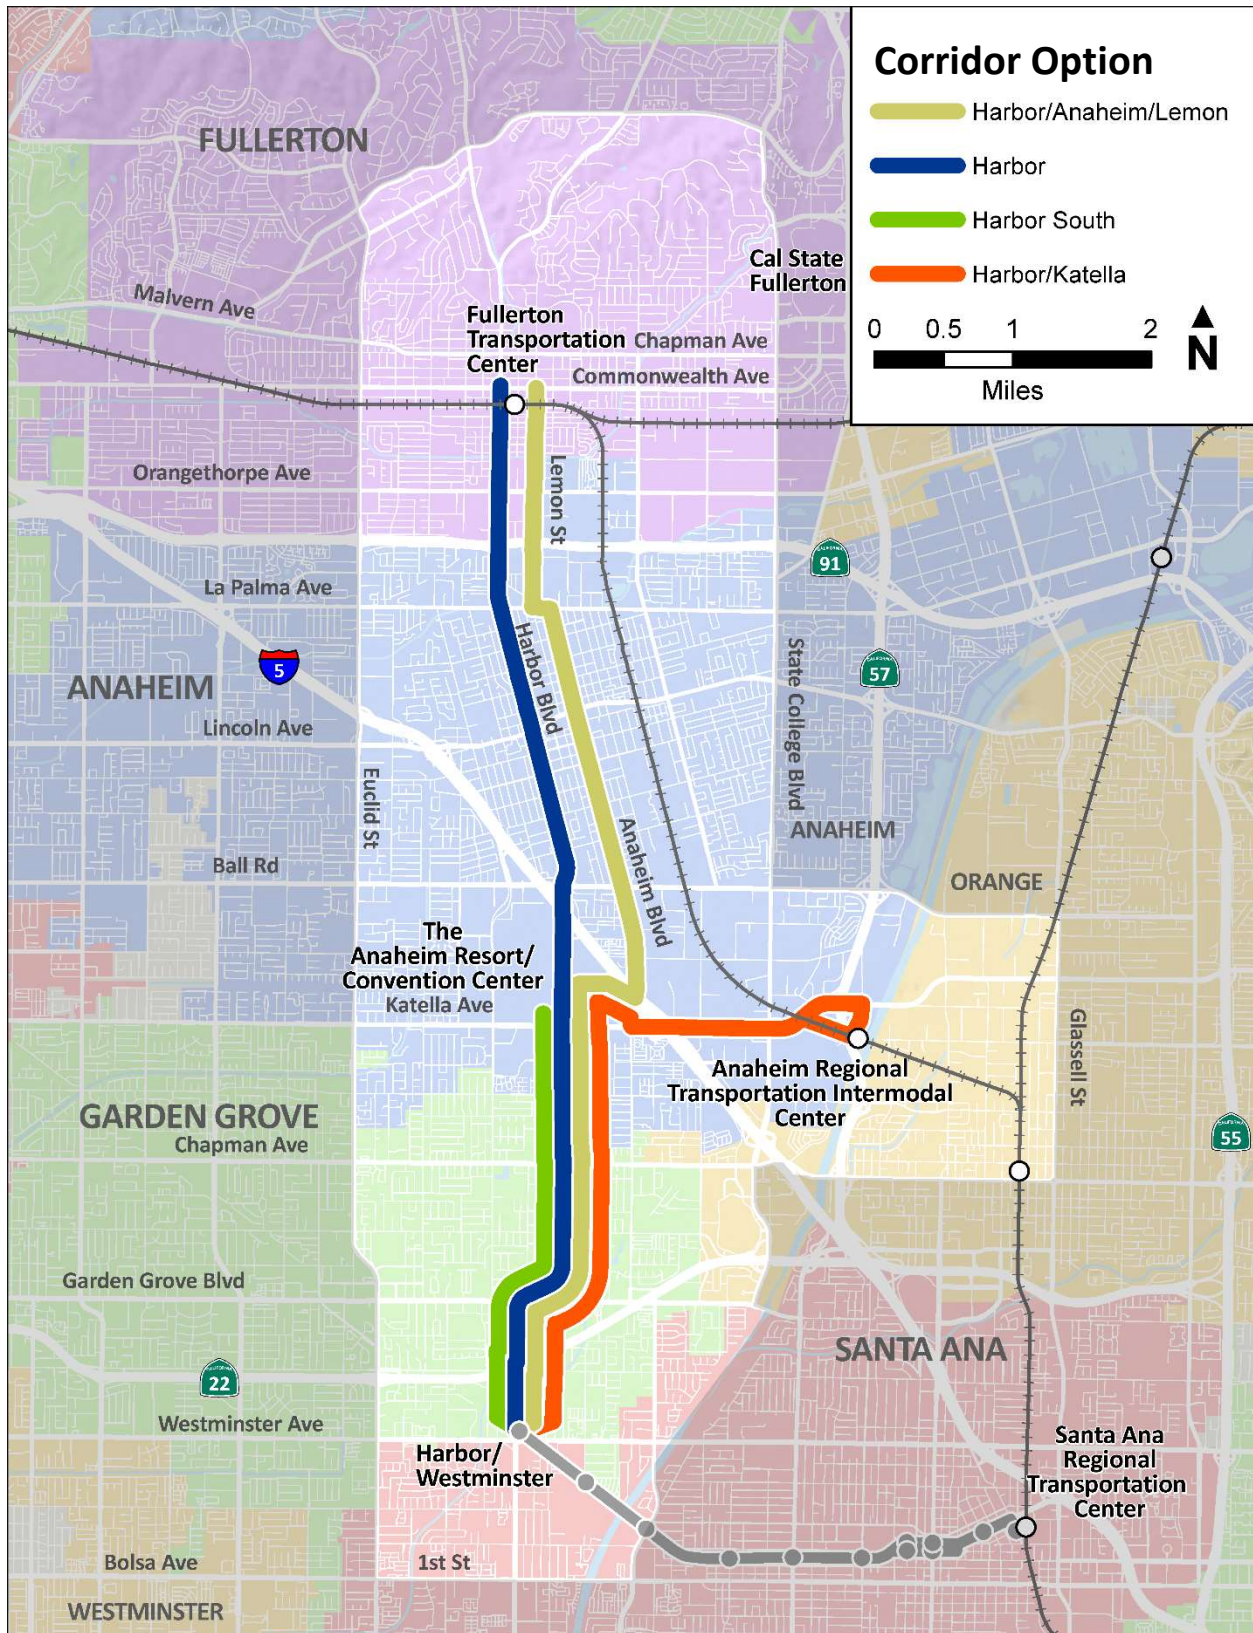 Corridor Option
Harbor/Anaheim/Lemon
Harbor
Harbor South
Harbor/Katella
0 0.5 1 2
Miles
N
FULLERTON
Cal State
Fullerton
Malvern Ave
Fullerton
Transportation
Center
Chapman Ave
Commonwealth Ave
Orangethorpe Ave
Lemon St
CALIFORNIA
91
La Palma Ave
Harbor Blvd
State College Blvd
5
CALIFORNIA
57
ANAHEIM
Lincoln Ave
Euclid St
Anaheim Blvd
ANAHEIM
Ball Rd
ORANGE
The
Anaheim Resort/
Convention Center
Katella Ave
Glassell St
Anaheim Regional
Transportation Intermodal
Center
GARDEN GROVE
Chapman Ave
CALIFORNIA
55
Garden Grove Blvd
SANTA ANA
CALIFORNIA
22
Westminster Ave
Harbor/
Westminster
Santa Ana
Regional
Transportation
Center
Bolsa Ave
1st St
WESTMINSTER